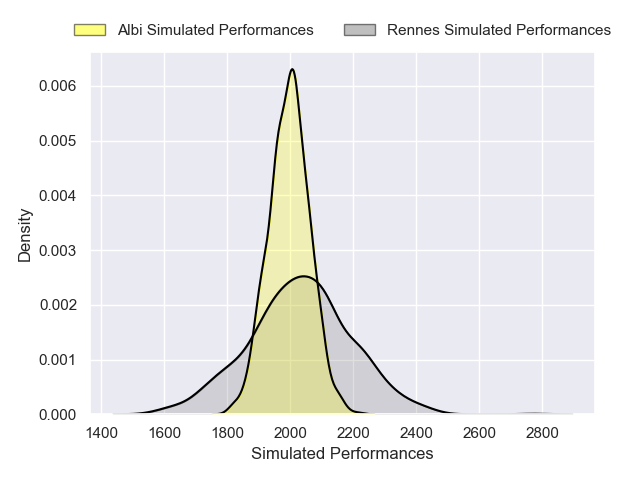 Albi Simulated Performances
Rennes Simulated Performances
0.006
0.005
0.004
0.003
0.002
0.001
0.000
Density
1400 1600 1800 2000 2200 2400 2600 2800
Simulated Performances